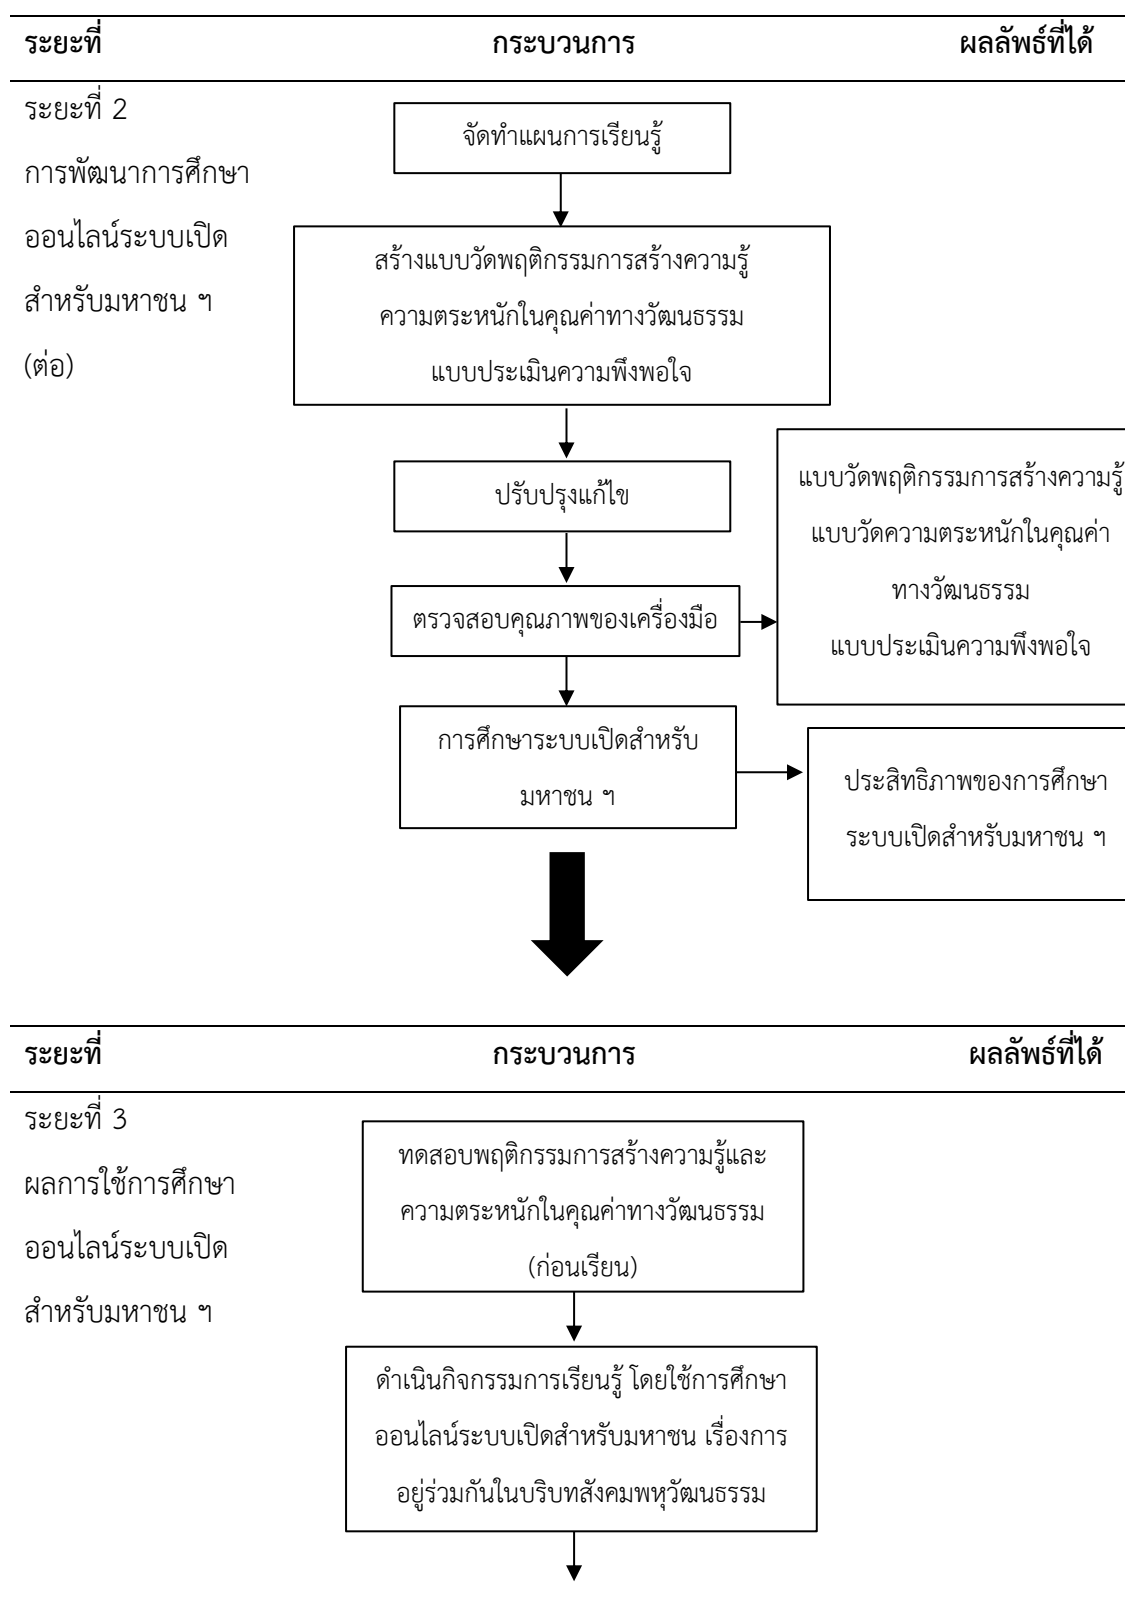 ระยะที่ กระบวนการ ผลลัพธ์ที่ได้
ระยะที่ 2
การพัฒนาการศึกษา
ออนไลน์ระบบเปิด
สำหรับมหาชน ฯ
(ต่อ)
จัดทำแผนการเรียนรู้
สร้างแบบวัดพฤติกรรมการสร้างความรู้
ความตระหนักในคุณค่าทางวัฒนธรรม
แบบประเมินความพึงพอใจ
ปรับปรุงแก้ไข
ตรวจสอบคุณภาพของเครื่องมือ
แบบวัดพฤติกรรมการสร้างความรู้
แบบวัดความตระหนักในคุณค่า
ทางวัฒนธรรม
แบบประเมินความพึงพอใจ
การศึกษาระบบเปิดสำหรับ
มหาชน ฯ
ประสิทธิภาพของการศึกษา
ระบบเปิดสำหรับมหาชน ฯ
ระยะที่ กระบวนการ ผลลัพธ์ที่ได้
ระยะที่ 3
ผลการใช้การศึกษา
ออนไลน์ระบบเปิด
สำหรับมหาชน ฯ
ทดสอบพฤติกรรมการสร้างความรู้และ
ความตระหนักในคุณค่าทางวัฒนธรรม
(ก่อนเรียน)
ดำเนินกิจกรรมการเรียนรู้ โดยใช้การศึกษา
ออนไลน์ระบบเปิดสำหรับมหาชน เรื่องการ
อยู่ร่วมกันในบริบทสังคมพหุวัฒนธรรม